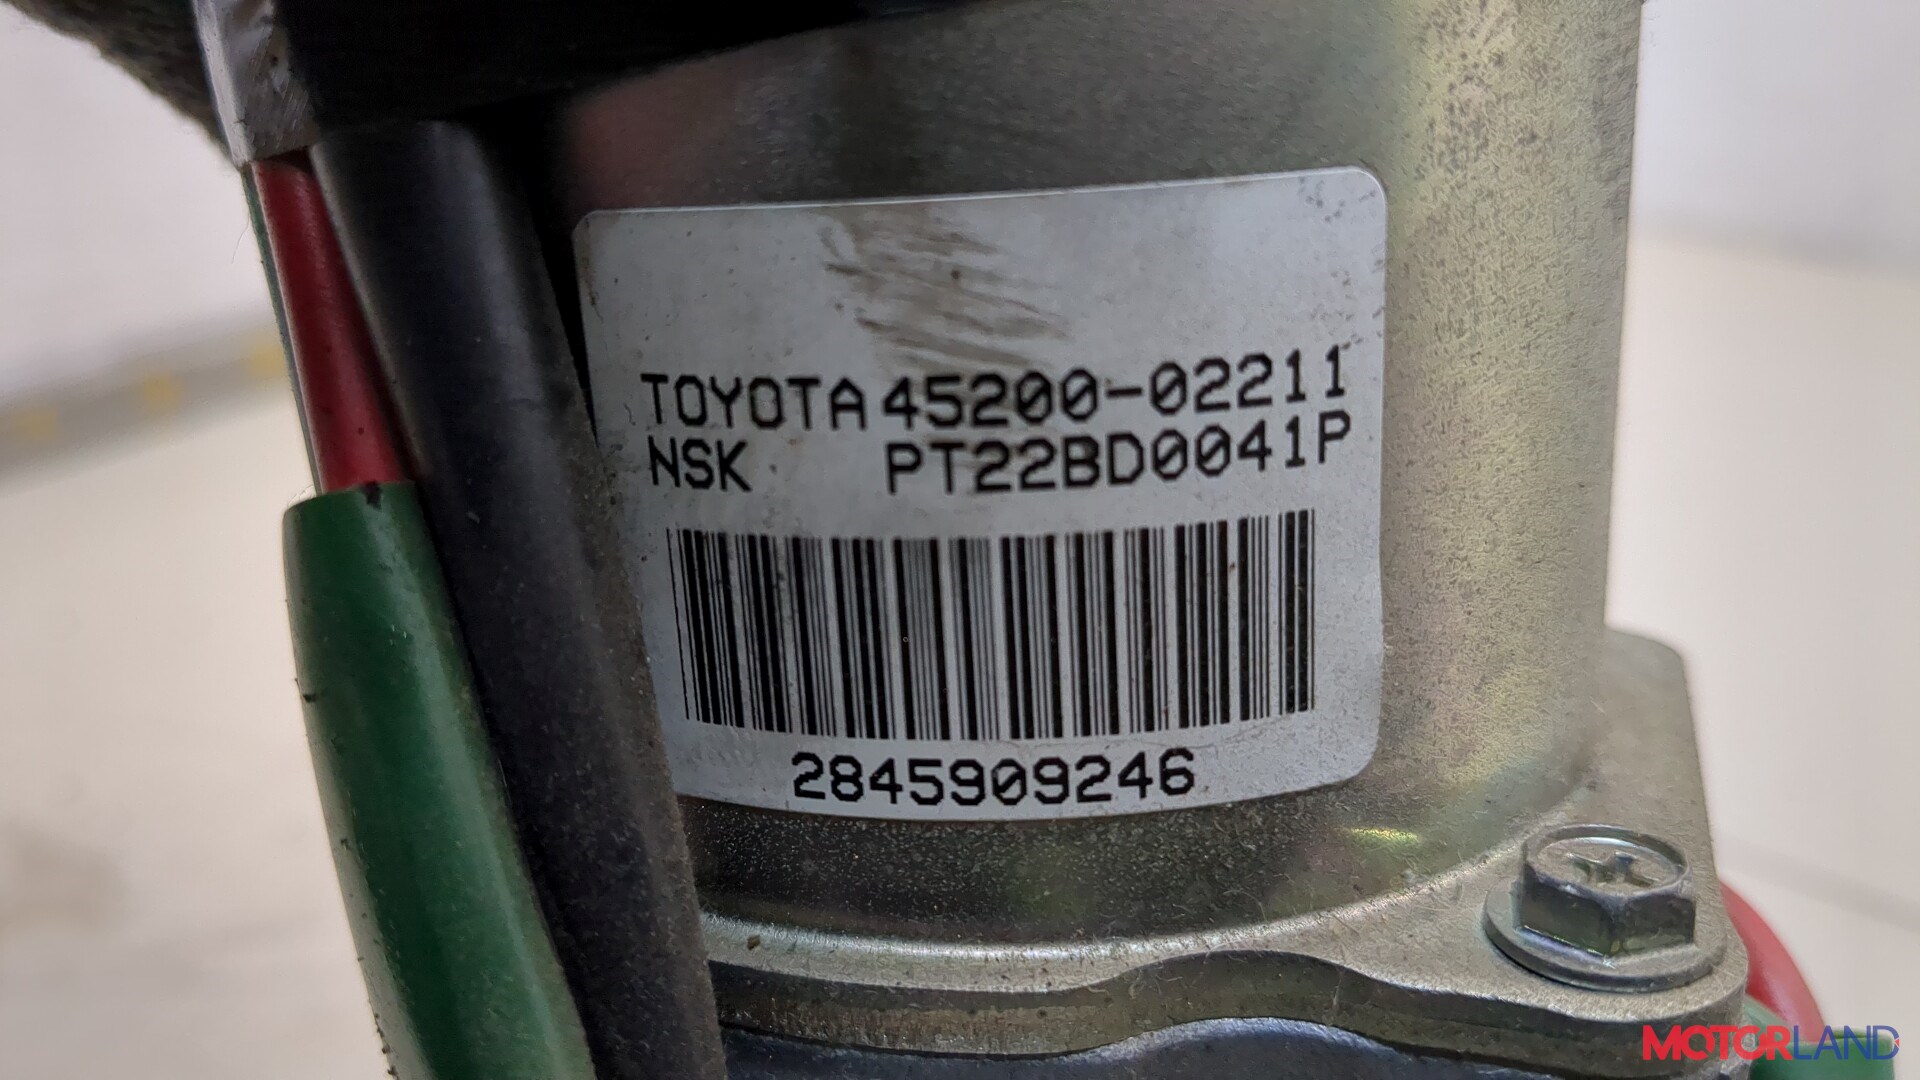 TOYOTA 45200-02211
NSK PT22BD0041P
2845909246
MOTORLAND